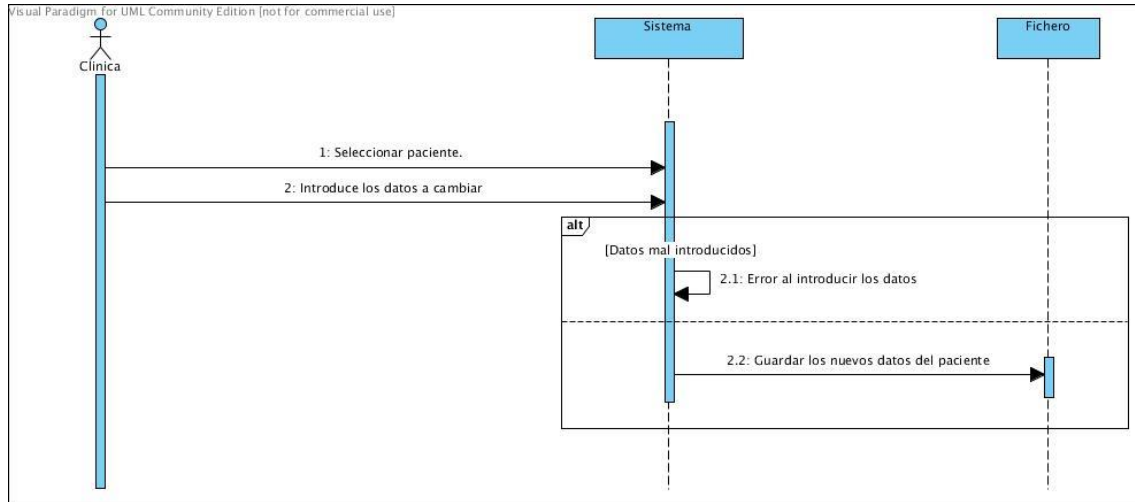 Visual Paradigm for UML Community Edition [not for commercial use]
Sistema
Fichero
Clinica
1: Seleccionar paciente.
2: Introduce los datos a cambiar
alt
[Datos mal introducidos]
2.1: Error al introducir los datos
2.2: Guardar los nuevos datos del paciente